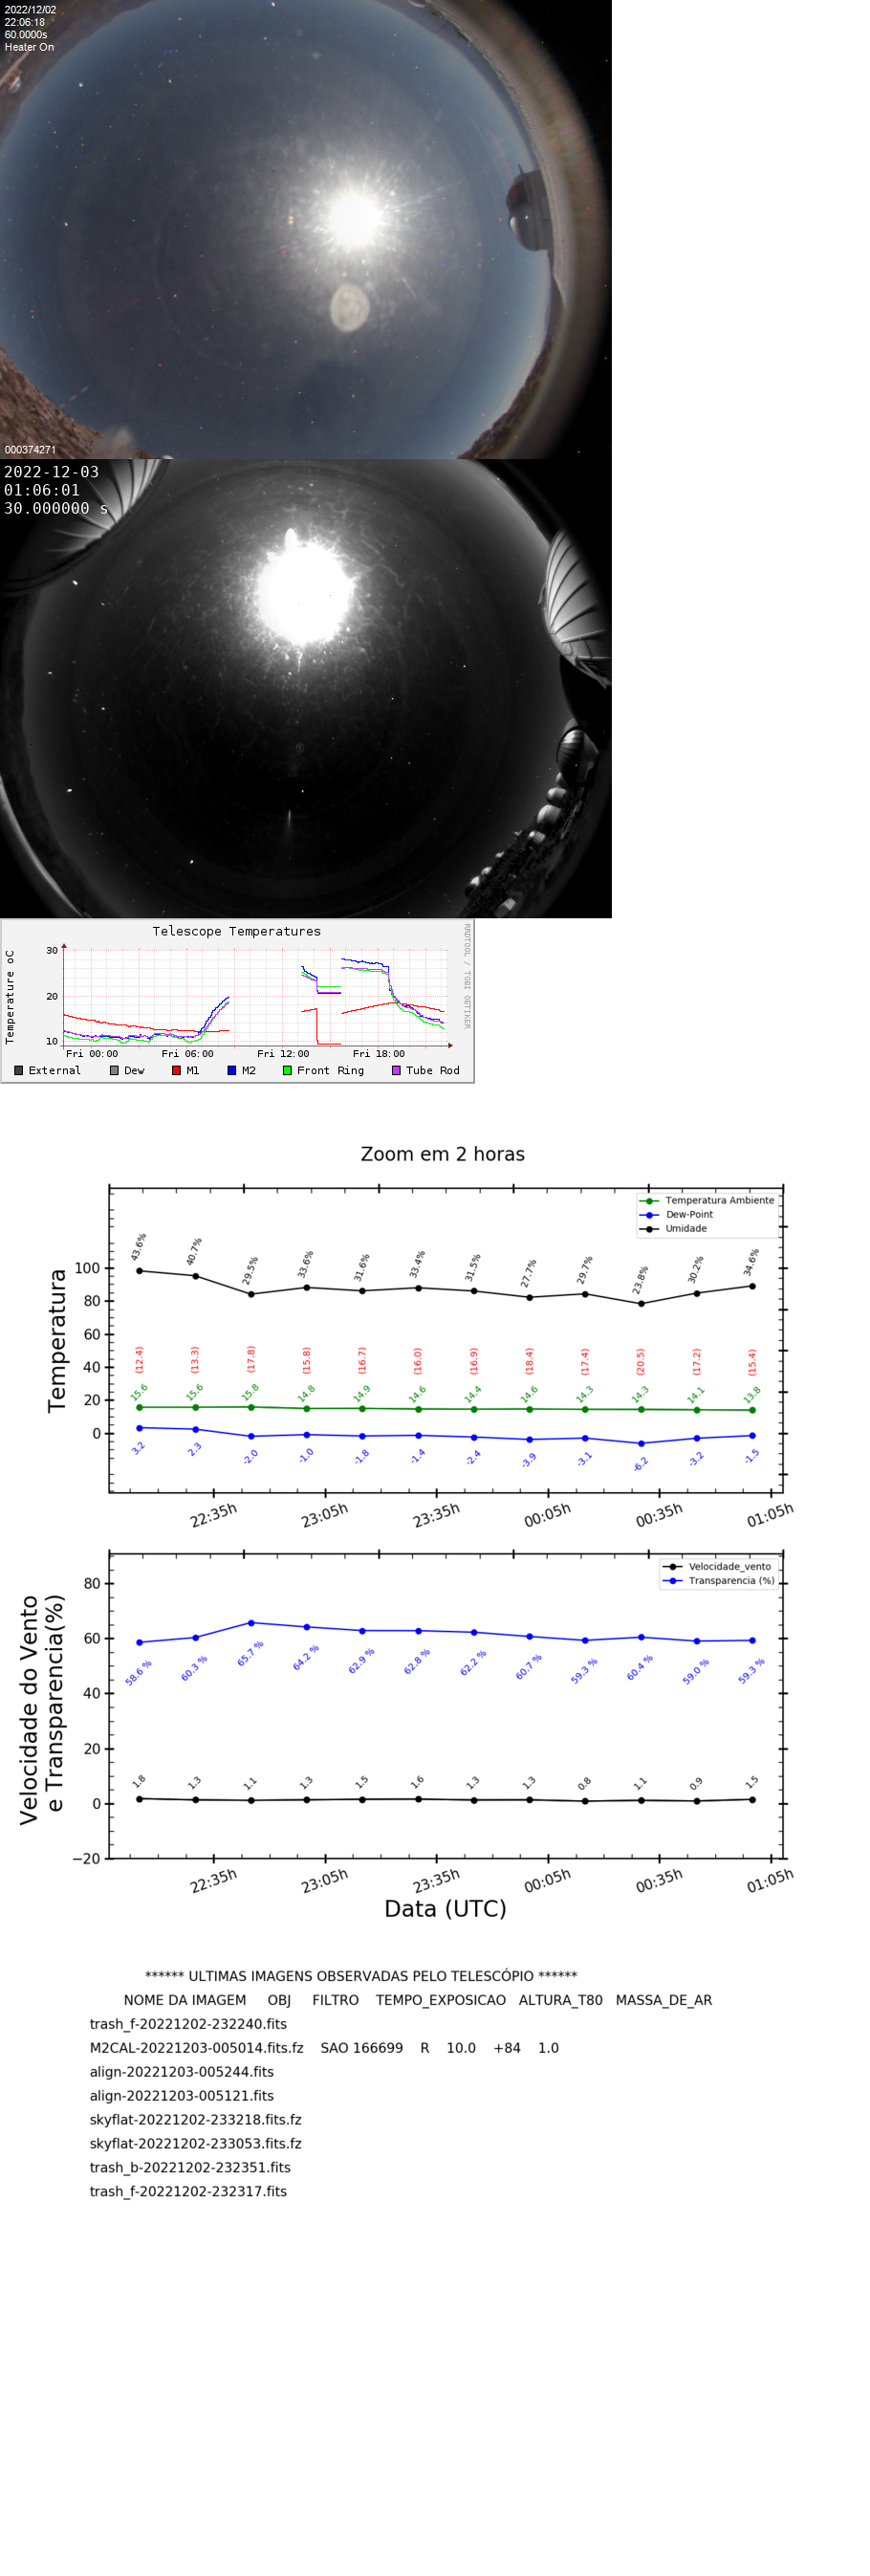 2022/12/02
22:06:18
60.0000s
Heater On
000374271
2022-12-03
01:06:01
30.000000 s
Telescope Temperatures
RRDTOOL / TOBI OETIKER
Temperature oC
30
20
10
Fri 00:00 Fri 06:00 Fri 12:00 Fri 18:00
External Dew M1 M2 Front Ring Tube Rod
Zoom em 2 horas
Temperatura Ambiente
Dew-Point
Umidade
Temperatura
100
80
60
40
20
0
43.6% 40.7% 29.5% 33.6% 31.6% 33.4% 31.5% 27.7% 29.7% 23.8% 30.2% 34.6%
(12.4) (13.3) (17.8) (15.8) (16.7) (16.0) (16.9) (18.4) (17.4) (20.5) (17.2) (15.4)
15.6 15.6 15.8 14.8 14.9 14.6 14.4 14.6 14.3 14.3 14.1 13.8
3.2 2.3 -2.0 -1.0 -1.8 -1.4 -2.4 -3.9 -3.1 -6.2 -3.2 -1.5
22:35h 23:05h 23:35h 00:05h 00:35h 01:05h
Velocidade_vento
Transparencia (%)
Velocidade do Vento
e Transparencia(%)
80
60
40
20
0
−20
58.6 % 60.3 % 65.7 % 64.2 % 62.9 % 62.8 % 62.2 % 60.7 % 59.3 % 60.4 % 59.0 % 59.3 %
1.8 1.3 1.1 1.3 1.5 1.6 1.3 1.3 0.8 1.1 0.9 1.5
22:35h 23:05h 23:35h 00:05h 00:35h 01:05h
Data (UTC)
****** ULTIMAS IMAGENS OBSERVADAS PELO TELESCÓPIO ******
NOME DA IMAGEM OBJ FILTRO TEMPO_EXPOSICAO ALTURA_T80 MASSA_DE_AR
trash_f-20221202-232240.fits
M2CAL-20221203-005014.fits.fz SAO 166699 R 10.0 +84 1.0
align-20221203-005244.fits
align-20221203-005121.fits
skyflat-20221202-233218.fits.fz
skyflat-20221202-233053.fits.fz
trash_b-20221202-232351.fits
trash_f-20221202-232317.fits